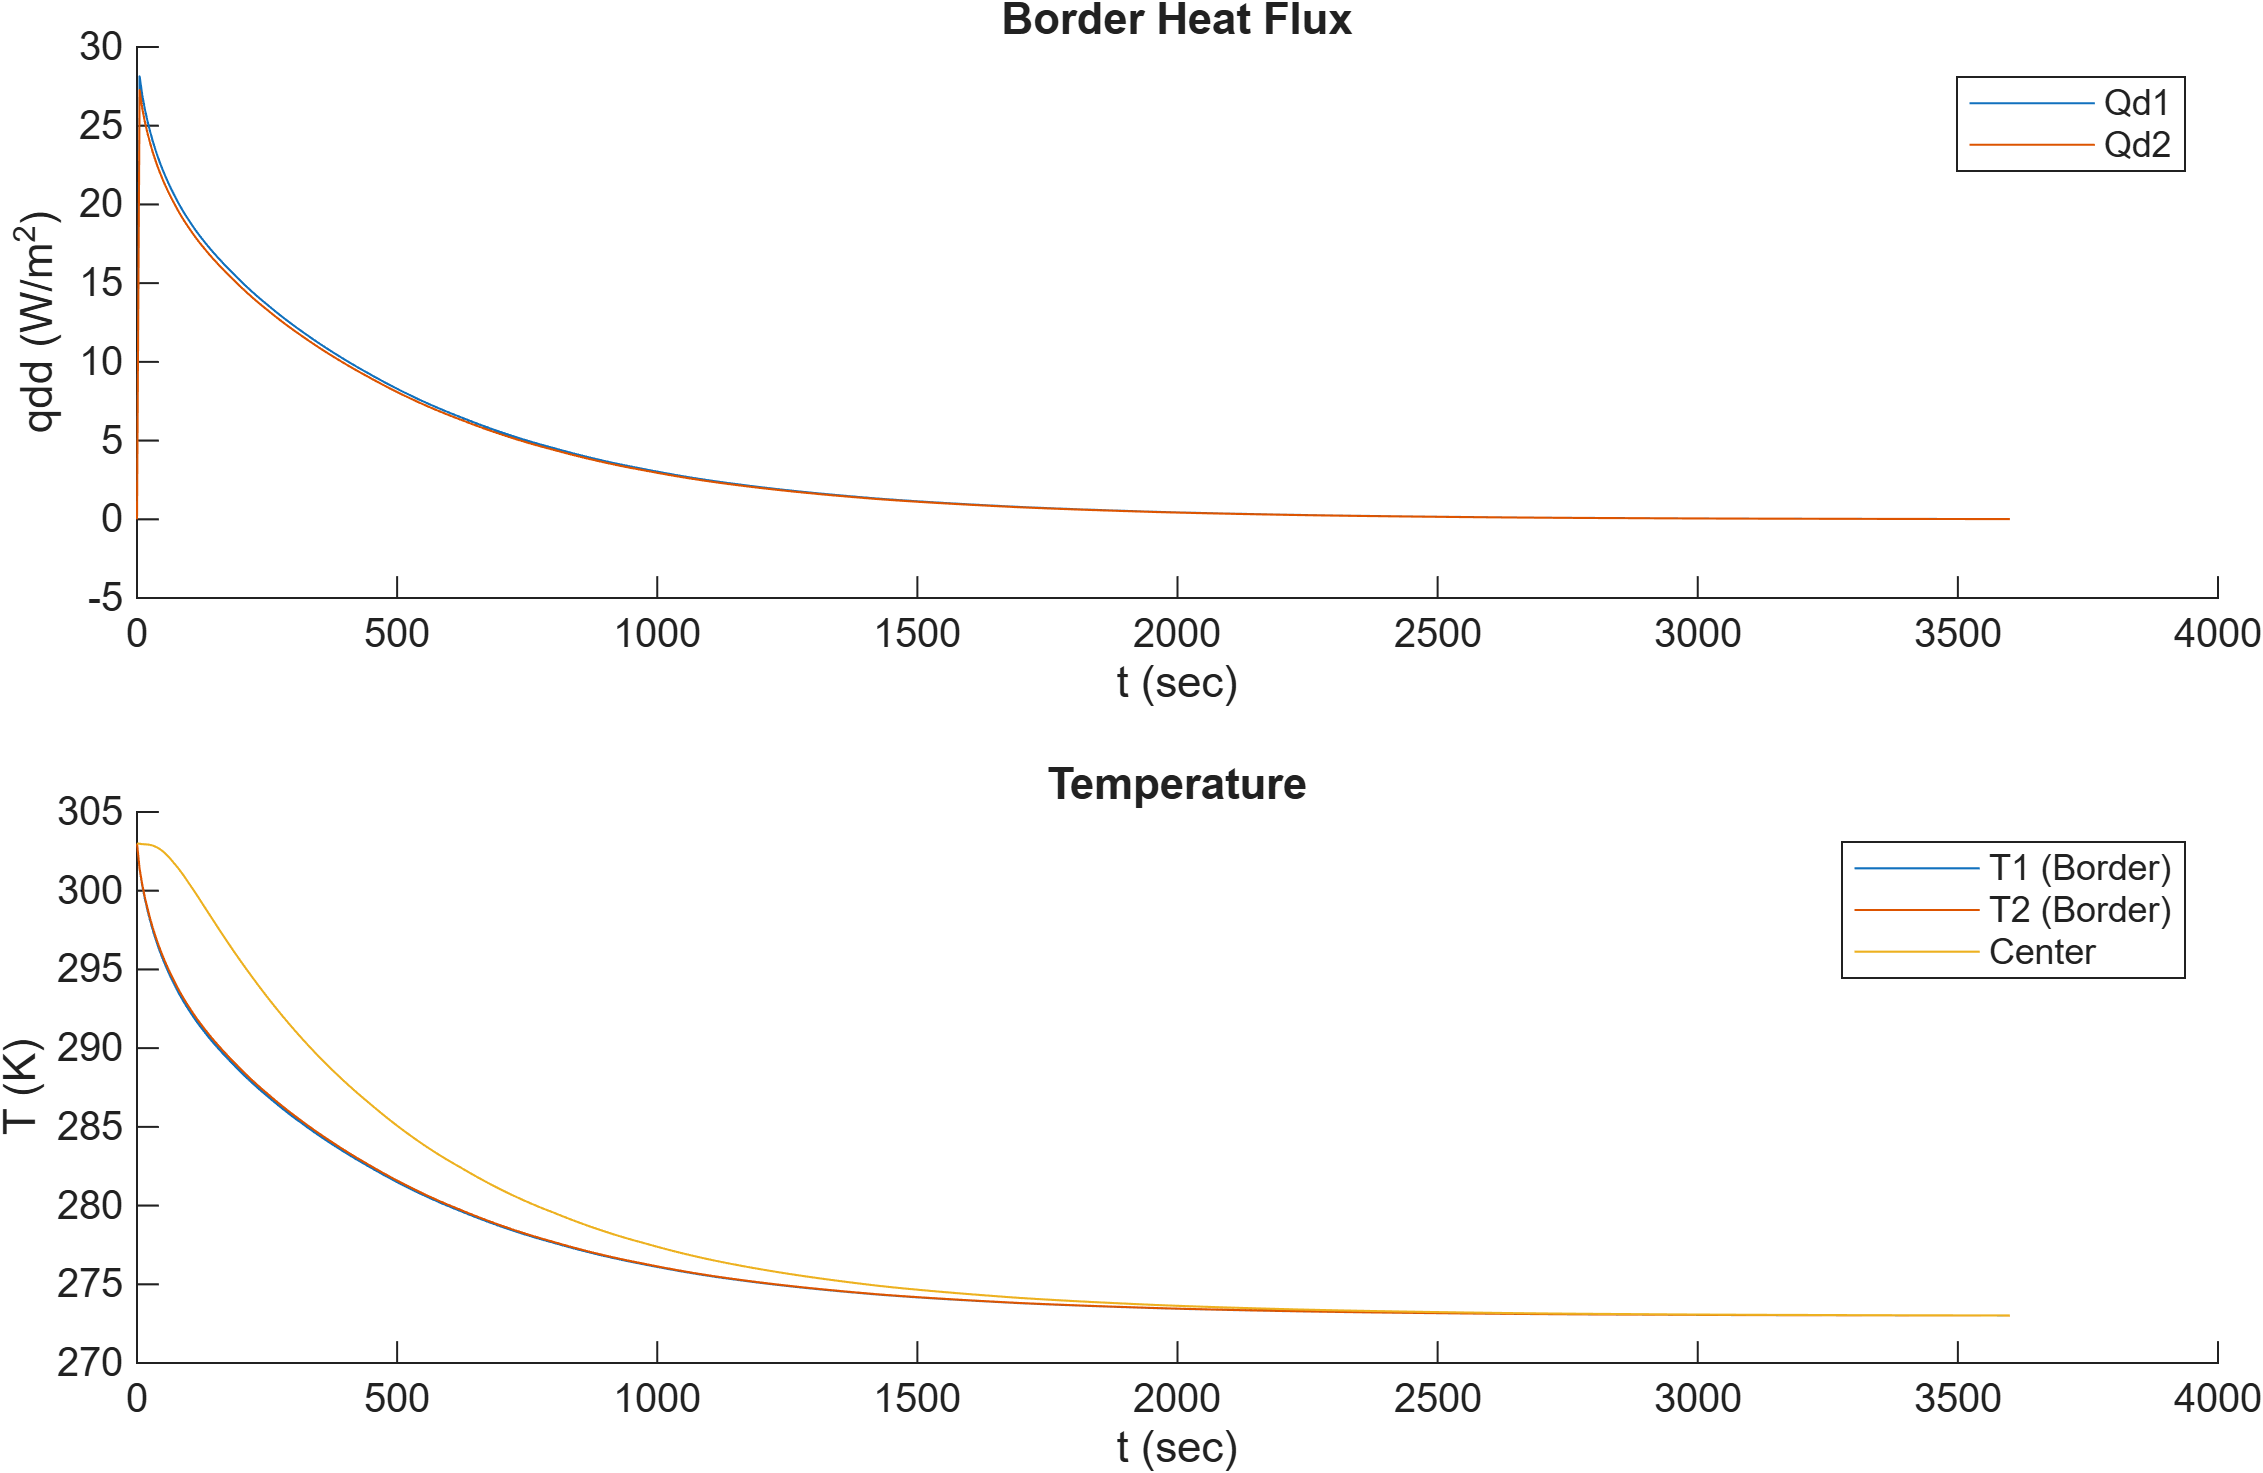 Border Heat Flux
30
25
20
15
10
5
0
-5
qdd (W/m²)
Qd1
Qd2
0 500 1000 1500 2000 2500 3000 3500 4000
t (sec)
Temperature
305
300
295
290
285
280
275
270
T (K)
T1 (Border)
T2 (Border)
Center
0 500 1000 1500 2000 2500 3000 3500 4000
t (sec)